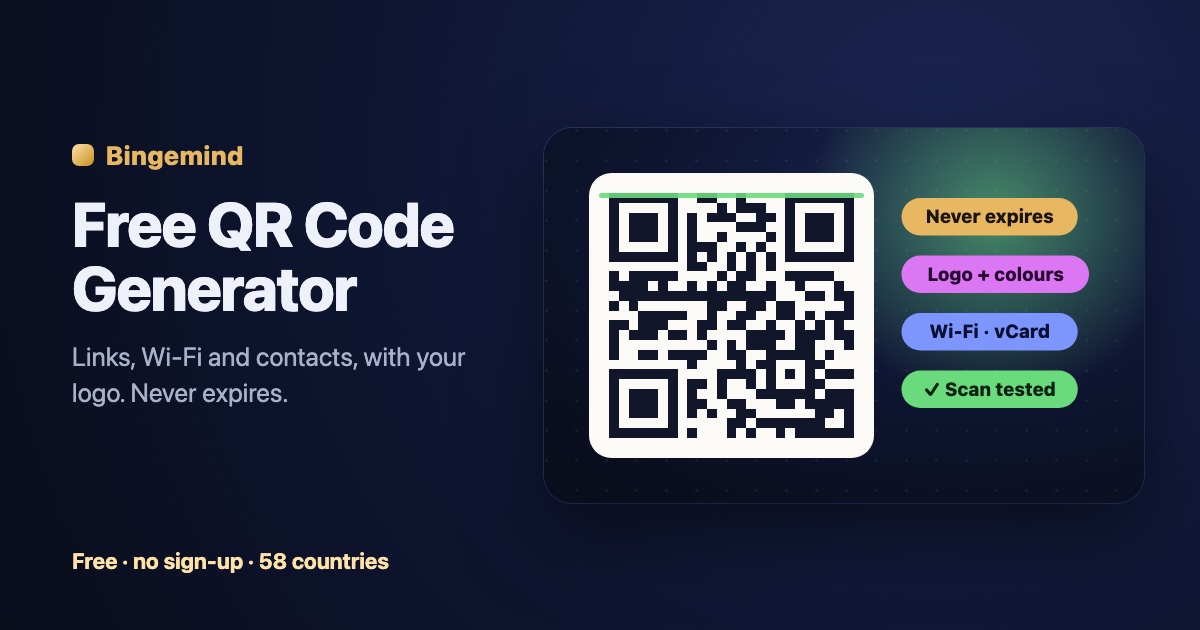 Bingemind
Free QR Code
Generator
Links, Wi-Fi and contacts, with your
logo. Never expires.
Free · no sign-up · 58 countries
Never expires
Logo + colours
Wi-Fi · vCard
✓ Scan tested